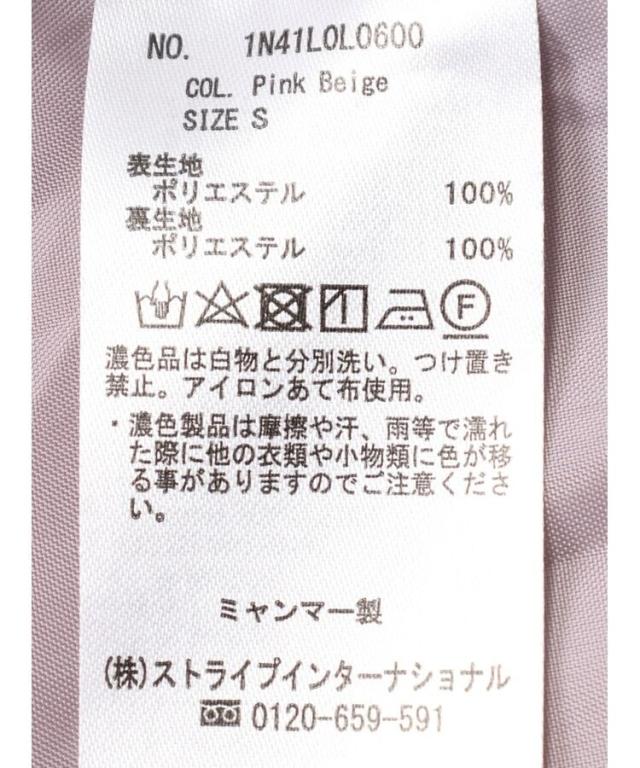 NO. 1N41L0L0600
COL. Pink Beige
SIZE S
表生地
ポリエステル 100%
裏生地
ポリエステル 100%
F
濃色品は白物と分別洗い。つけ置き
禁止。アイロンあて布使用。
・濃色製品は摩擦や汗、雨等で濡れ
た際に他の衣類や小物類に色が移
る事がありますのでご注意くださ
い。
ミャンマー製
(株)ストライプインターナショナル
0120-659-591